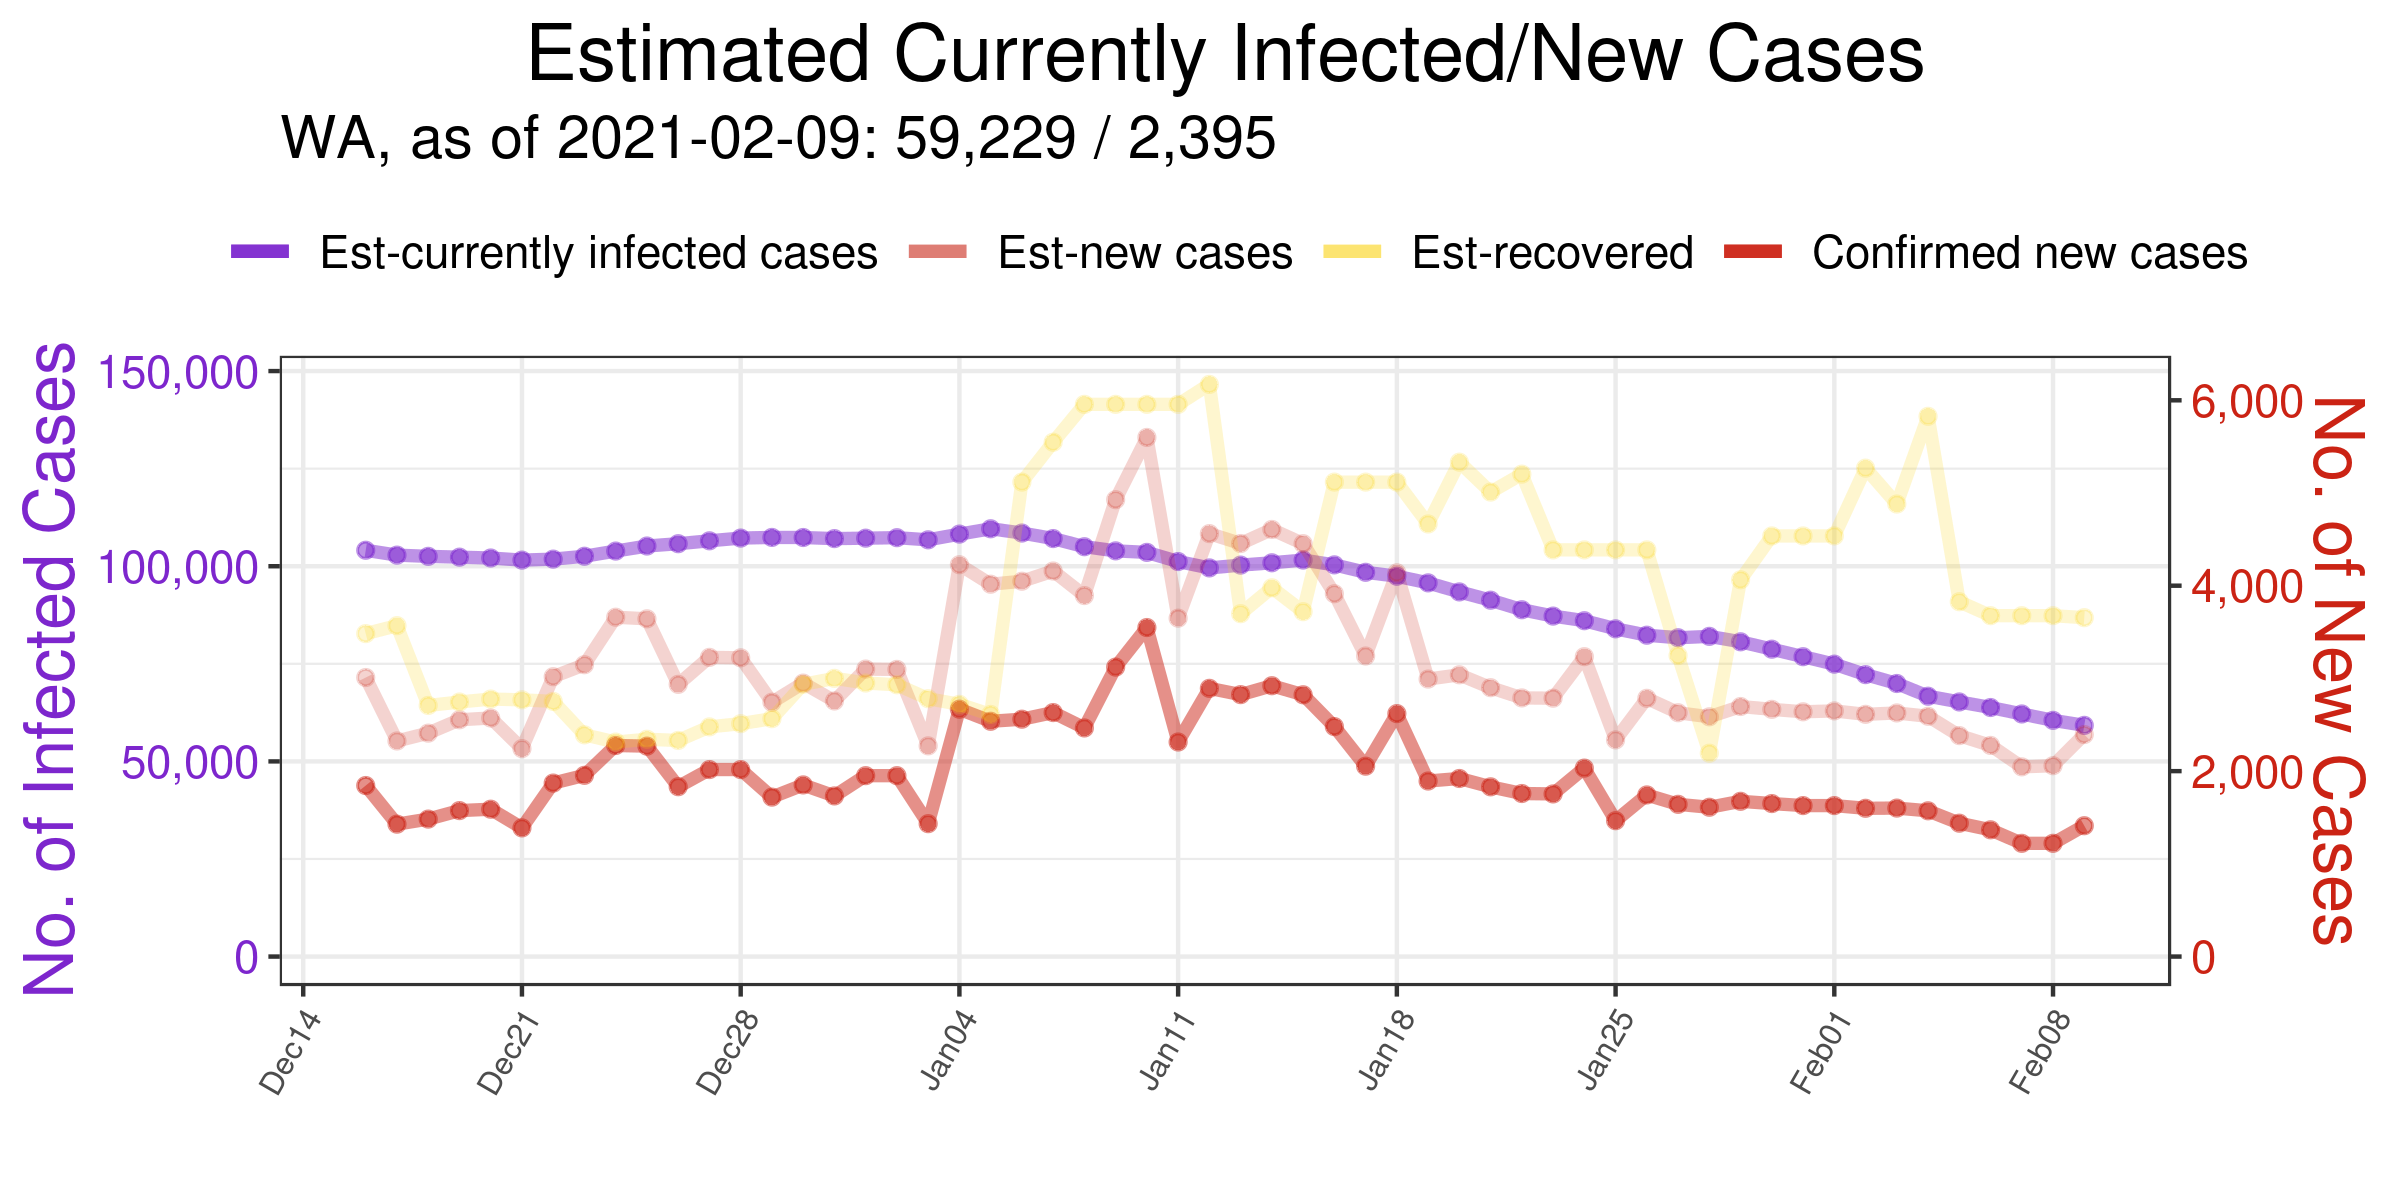 Estimated Currently Infected/New Cases
WA, as of 2021-02-09: 59,229 / 2,395
Est-currently infected cases Est-new cases Est-recovered Confirmed new cases
No. of Infected Cases
150,000
100,000
50,000
0
6,000
4,000
2,000
0
No. of New Cases
Dec14 Dec21 Dec28 Jan04 Jan11 Jan18 Jan25 Feb01 Feb08